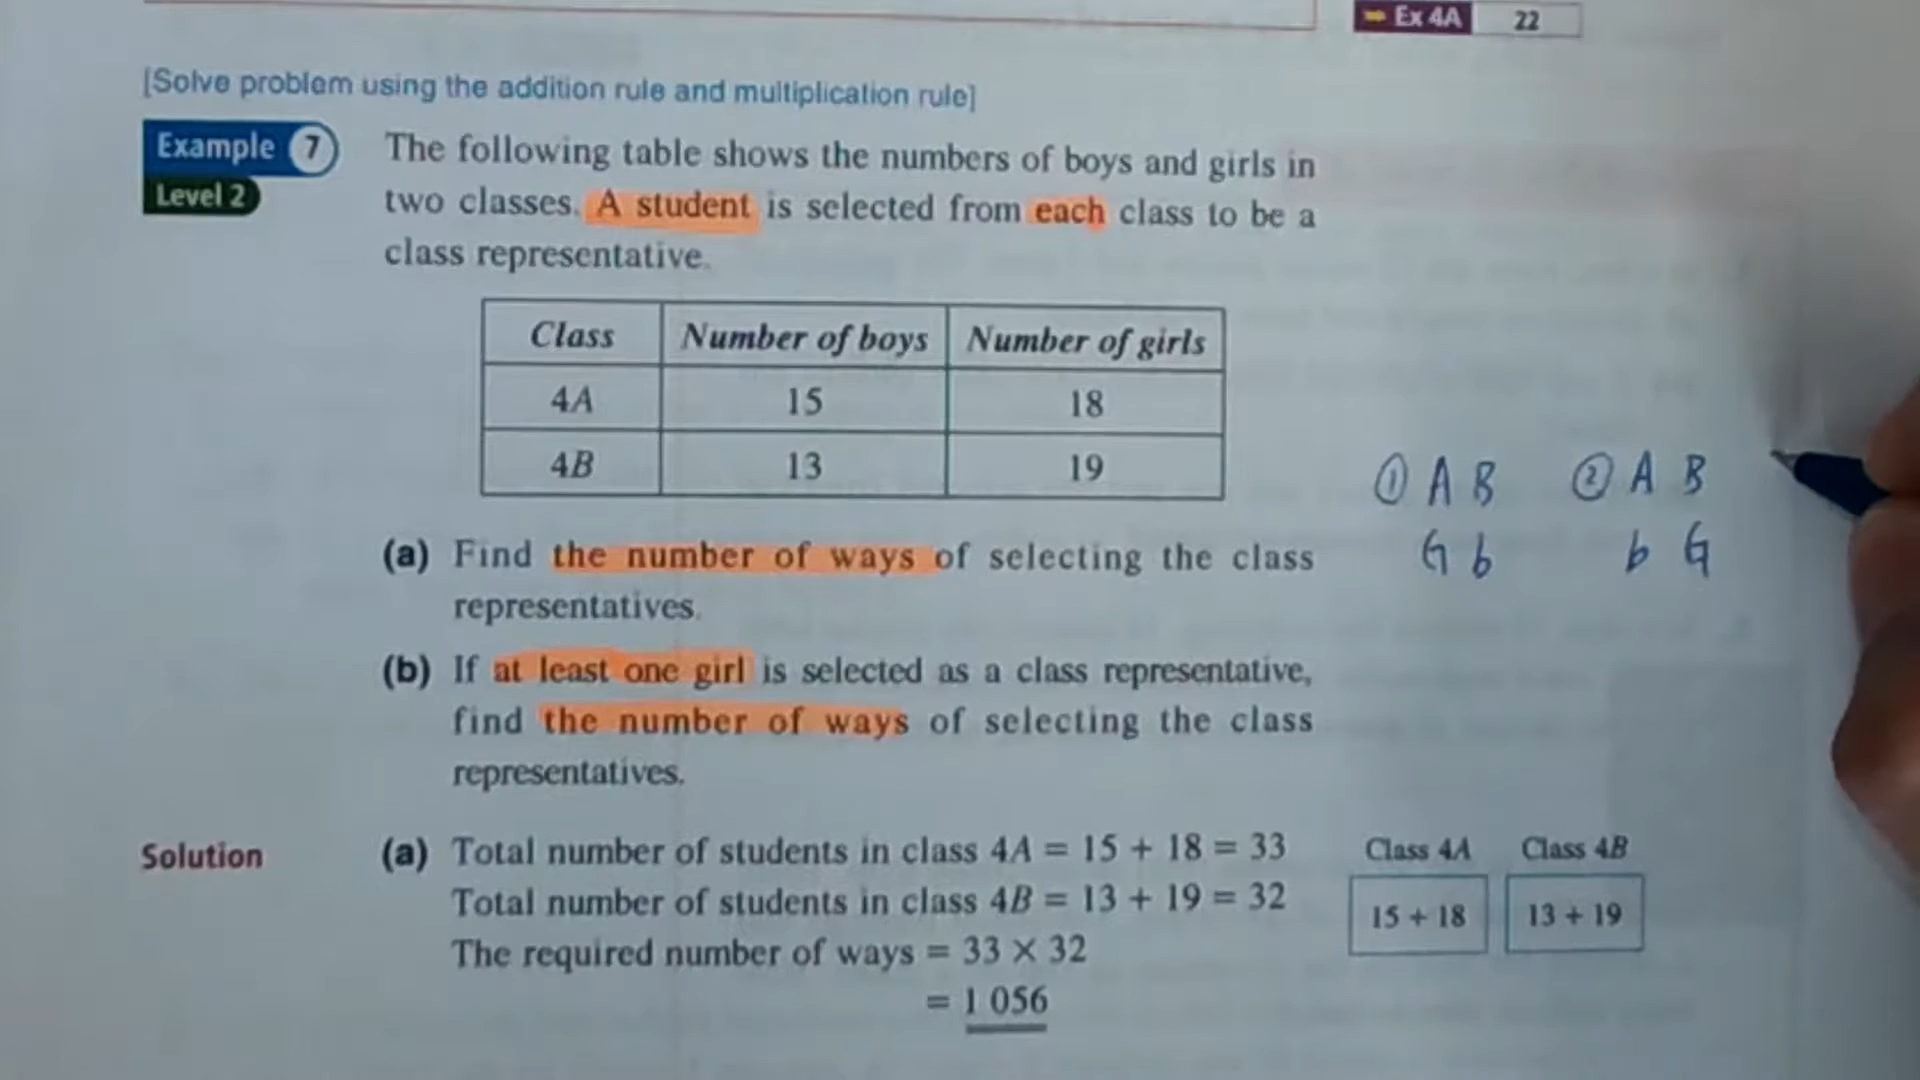 Ex 4A 22
[Solve problem using the addition rule and multiplication rule]
Example 7
Level 2
The following table shows the numbers of boys and girls in
two classes. A student is selected from each class to be a
class representative.
Class Number of boys Number of girls
4A 15 18
4B 13 19
① A B ② A B
G b b G
(a) Find the number of ways of selecting the class
representatives.
(b) If at least one girl is selected as a class representative,
find the number of ways of selecting the class
representatives.
Solution
(a) Total number of students in class 4A = 15 + 18 = 33
Total number of students in class 4B = 13 + 19 = 32
The required number of ways = 33 × 32
= 1 056
Class 4A Class 4B
15 + 18 13 + 19